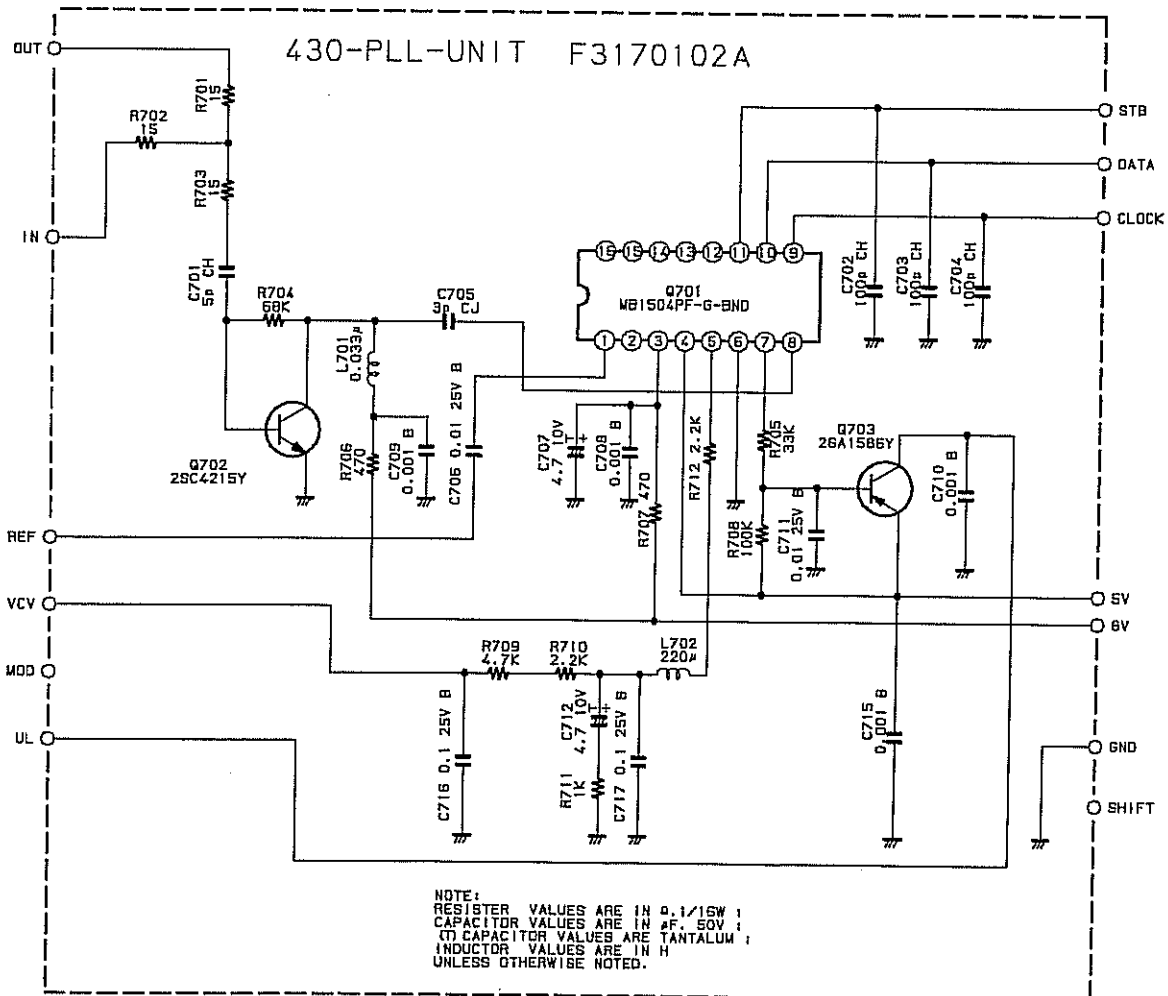 430-PLL-UNIT F3170102A
OUT
R701
15
R702
15
R703
15
IN
C701
5p CH
R704
68K
C705
3p CJ
L701
0.033μ
Q702
2SC4215Y
R706
470
C709
0.001 B
C706 0.01 25V B
16 15 14 13 12 11 10 9
Q701
MB1504PF-G-BND
1 2 3 4 5 6 7 8
STB
DATA
CLOCK
C702
100p CH
C703
100p CH
C704
100p CH
C707
4.7 10V
T +
C708
0.001 B
R707 470
R712 2.2K
R705
33K
R708
100K
C711
0.01 25V B
Q703
2SA1586Y
C710
0.001 B
REF
VCV
MOD
UL
5V
6V
R709
4.7K
R710
2.2K
L702
220μ
C716 0.1 25V B
C712
4.7 10V
T +
R711
1K
C717 0.1 25V B
C715
0.001 B
GND
SHIFT
NOTE:
RESISTER VALUES ARE IN Ω, 1/16W ;
CAPACITOR VALUES ARE IN μF, 50V ;
(T) CAPACITOR VALUES ARE TANTALUM ;
INDUCTOR VALUES ARE IN H
UNLESS OTHERWISE NOTED.